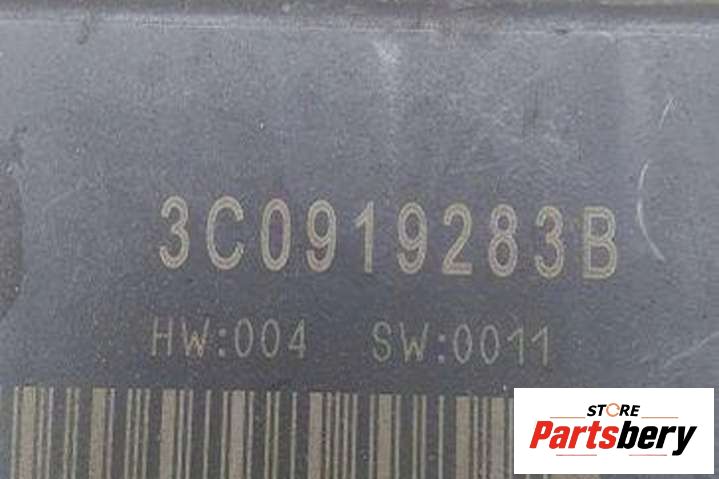 3C0919283B
HW:004 SW:0011
STORE
Partsbery